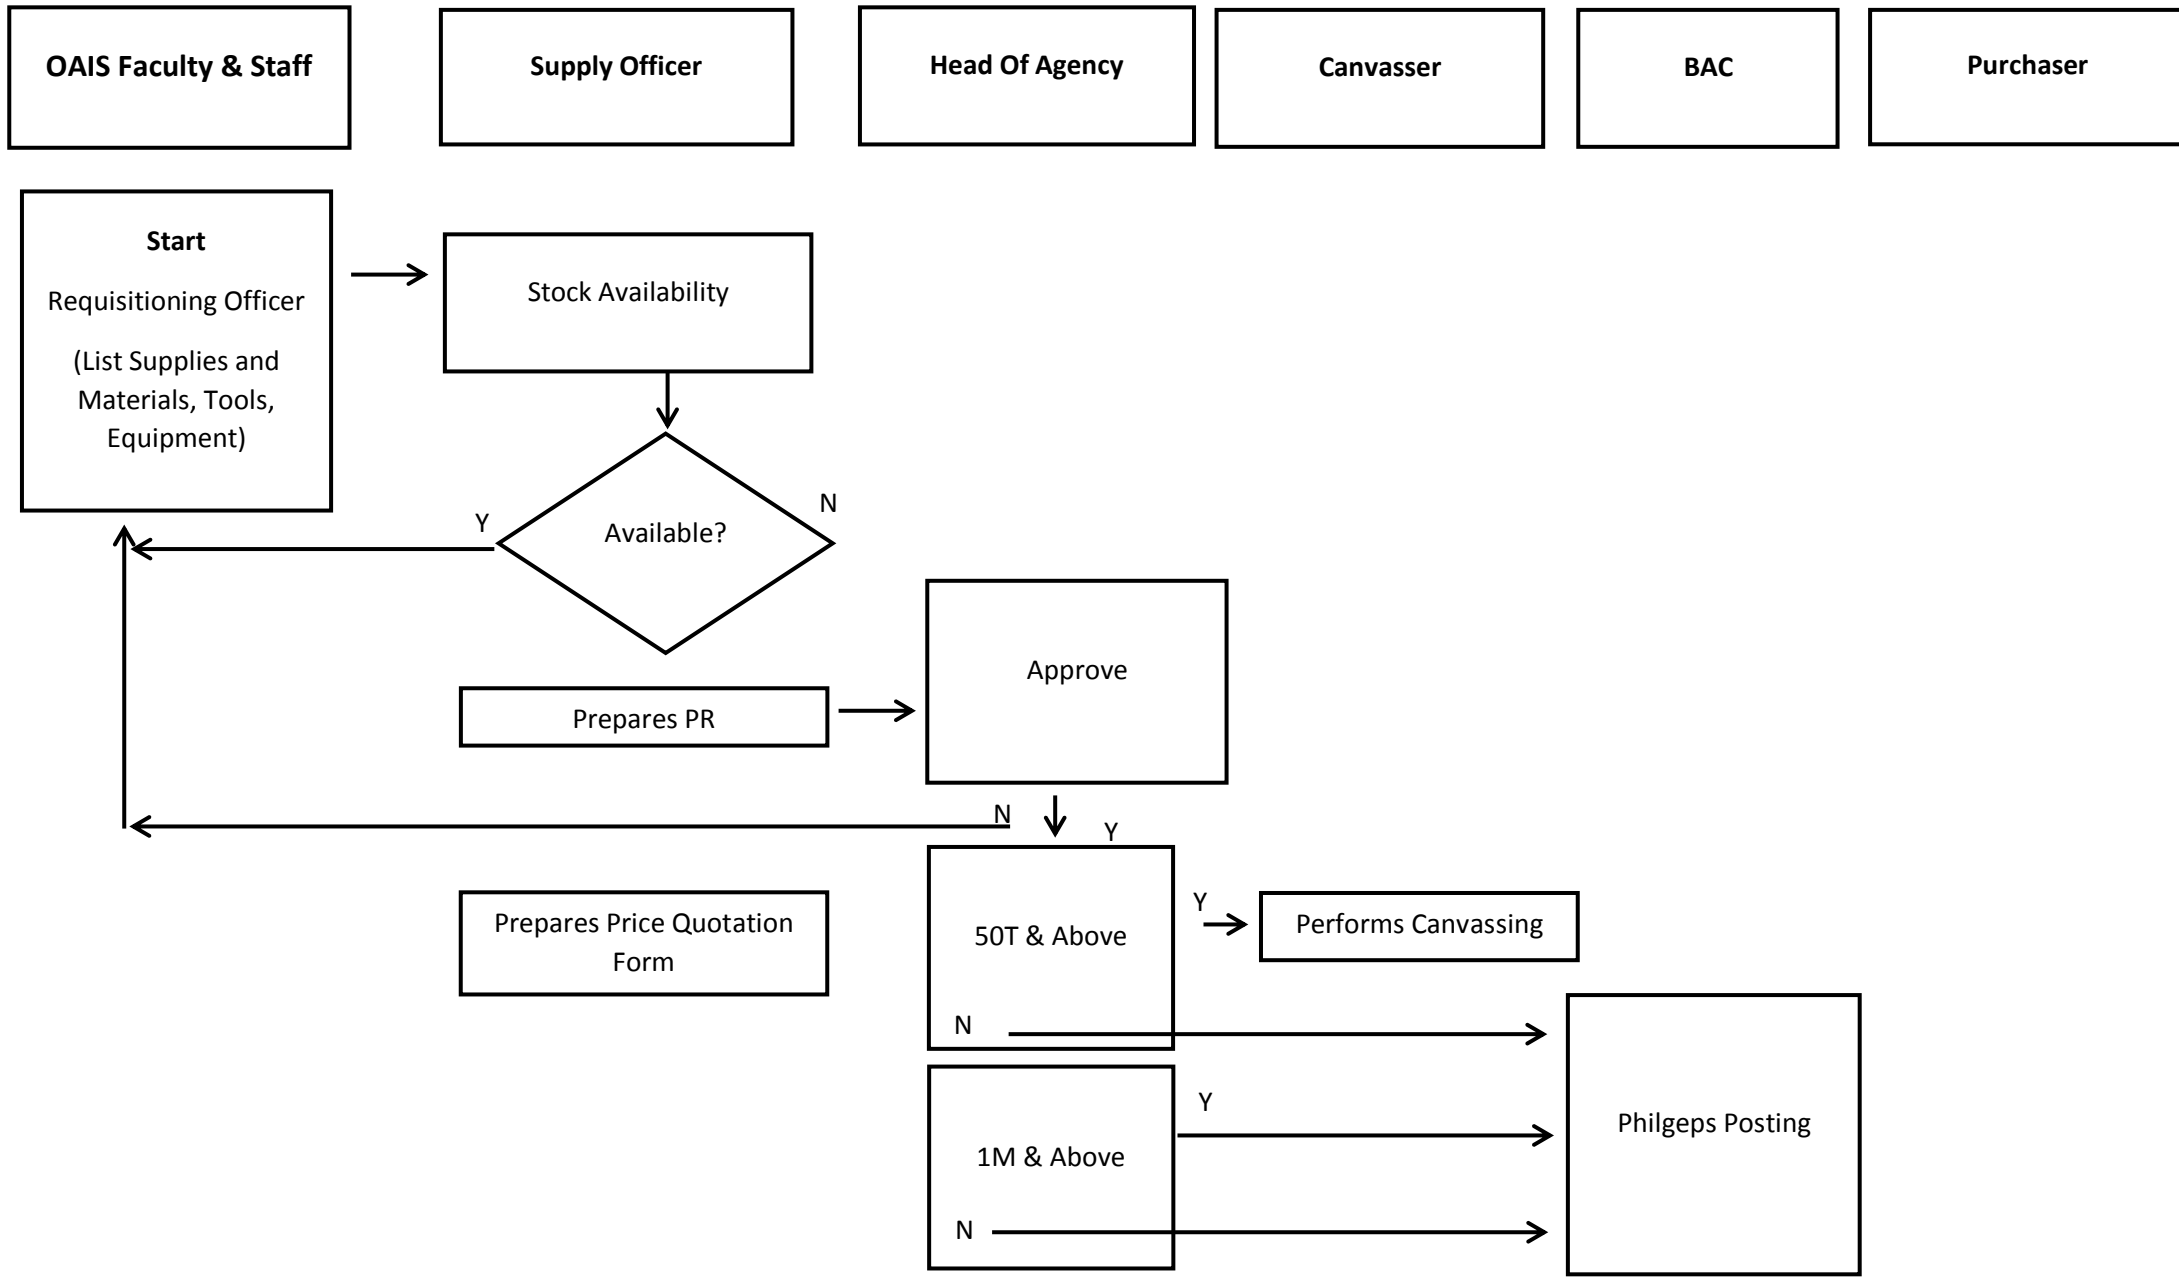 OAIS Faculty & Staff
Supply Officer
Head Of Agency
Canvasser
BAC
Purchaser
Start
Requisitioning Officer
(List Supplies and
Materials, Tools,
Equipment)
Stock Availability
Y
Available?
N
Prepares PR
Approve
N
Y
Prepares Price Quotation
Form
50T & Above
N
Y
Performs Canvassing
1M & Above
N
Y
Philgeps Posting